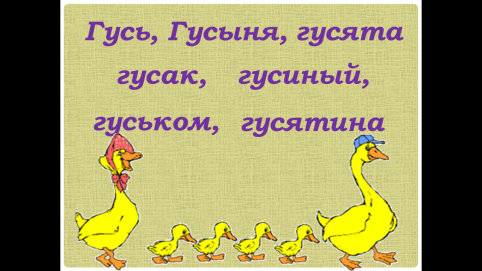 Гусь, Гусыня, гусята
гусак, гусиный,
гуськом, гусятина